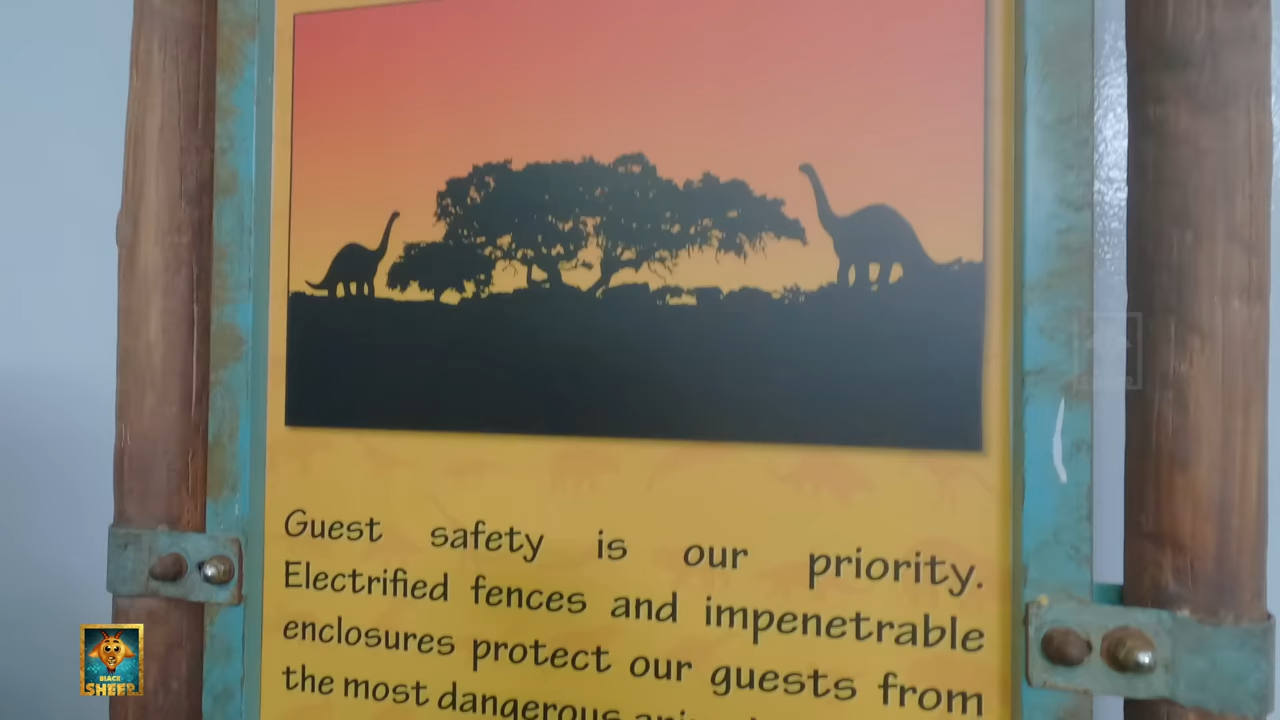 Guest safety is our priority.
Electrified fences and impenetrable
enclosures protect our guests from
the most dangerous
BLACK
SHEEP